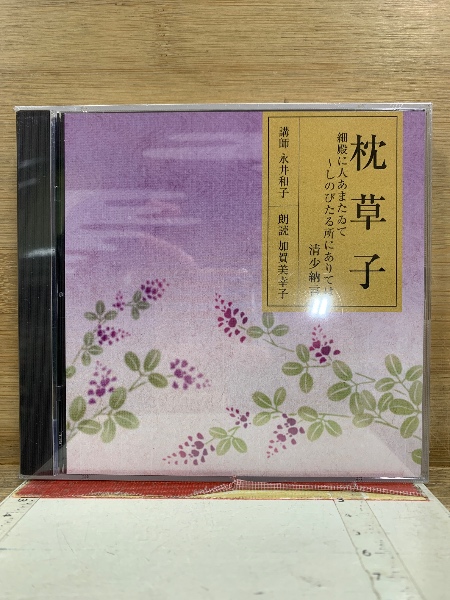 枕草子
細殿に人あまたゐて
〜しのびたる所にありては
清少納言
講師 永井和子
朗読 加賀美幸子